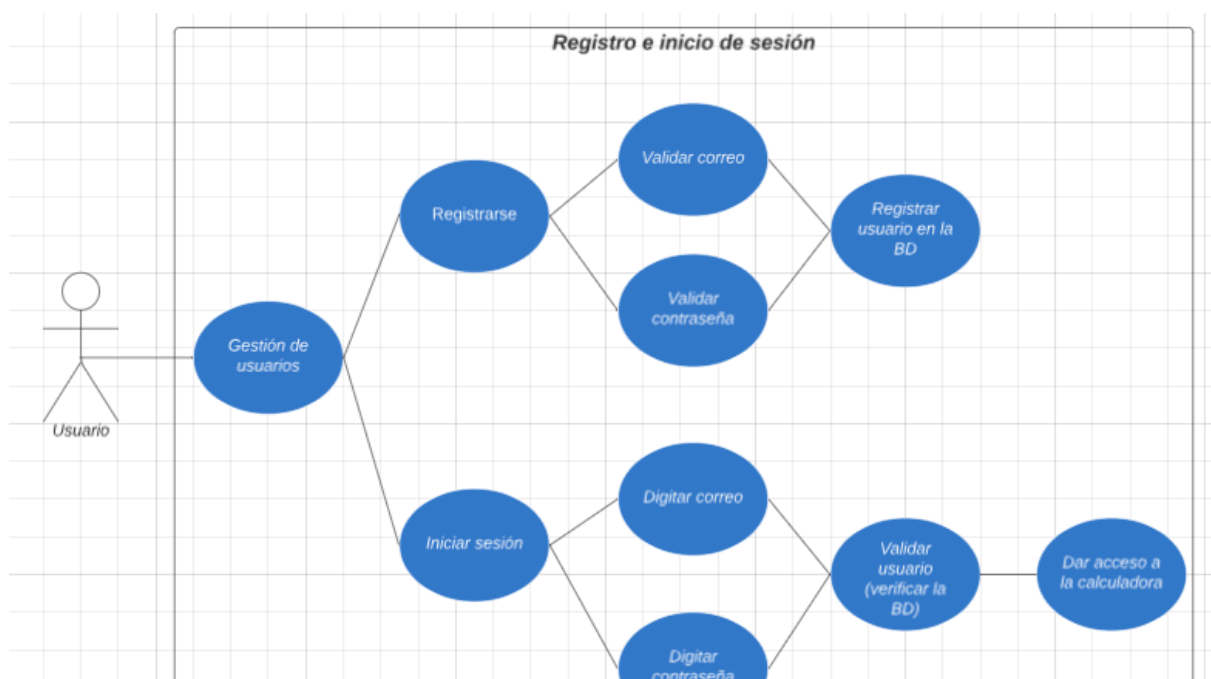 Registro e inicio de sesión
Validar correo
Registrarse
Registrar
usuario en la
BD
Validar
contraseña
Gestión de
usuarios
Usuario
Digitar correo
Iniciar sesión
Validar
usuario
(verificar la
BD)
Dar acceso a
la calculadora
Digitar
contraseña